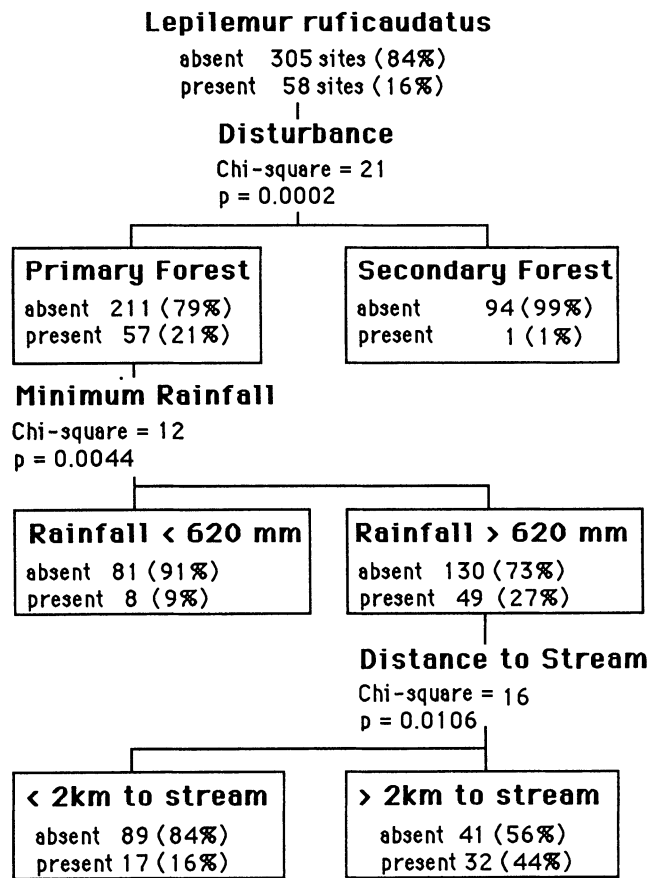 Lepilemur ruficaudatus
absent 305 sites (84%)
present 58 sites (16%)
Disturbance
Chi-square = 21
p = 0.0002
Primary Forest
absent 211 (79%)
present 57 (21%)
Secondary Forest
absent 94 (99%)
present 1 (1%)
Minimum Rainfall
Chi-square = 12
p = 0.0044
Rainfall < 620 mm
absent 81 (91%)
present 8 (9%)
Rainfall > 620 mm
absent 130 (73%)
present 49 (27%)
Distance to Stream
Chi-square = 16
p = 0.0106
< 2km to stream
absent 89 (84%)
present 17 (16%)
> 2km to stream
absent 41 (56%)
present 32 (44%)